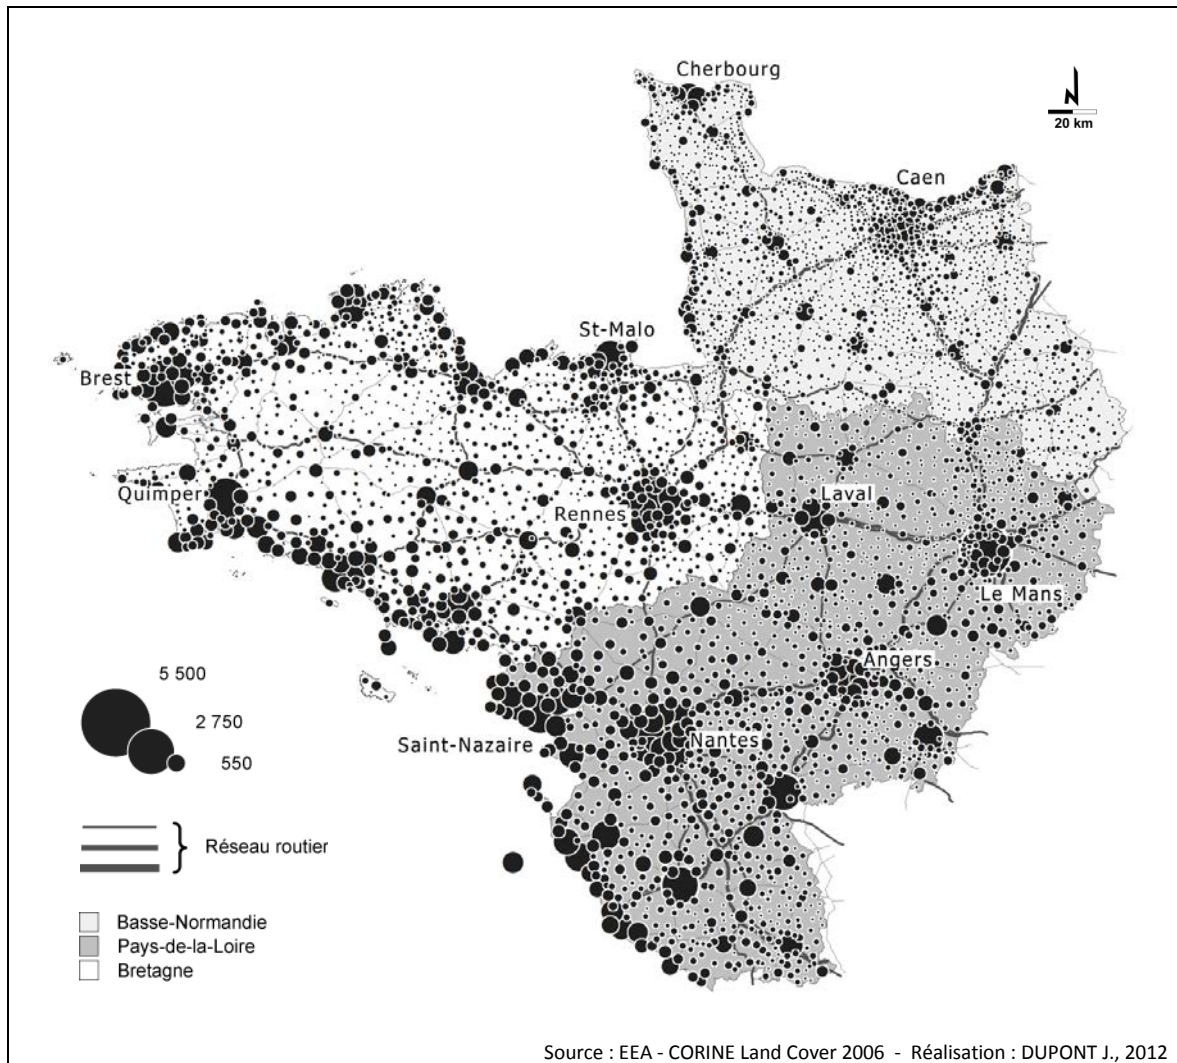 Cherbourg
N
20 km
Caen
St-Malo
Brest
Quimper
Rennes
Laval
Le Mans
Angers
Saint-Nazaire
Nantes
5 500
2 750
550
Réseau routier
Basse-Normandie
Pays-de-la-Loire
Bretagne
Source : EEA - CORINE Land Cover 2006 - Réalisation : DUPONT J., 2012